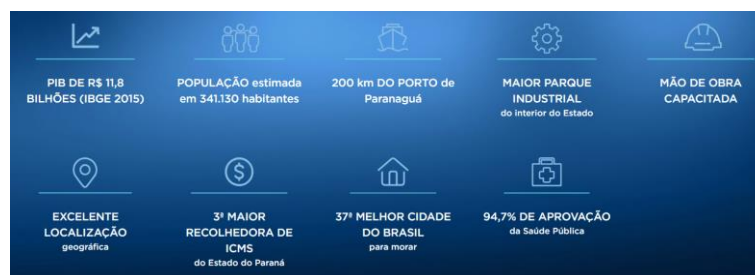 PIB DE R$ 11,8
BILHÕES (IBGE 2015)
POPULAÇÃO estimada
em 341.130 habitantes
200 km DO PORTO de
Paranaguá
MAIOR PARQUE
INDUSTRIAL
do interior do Estado
MÃO DE OBRA
CAPACITADA
EXCELENTE
LOCALIZAÇÃO
geográfica
3ª MAIOR
RECOLHEDORA DE
ICMS
do Estado do Paraná
37ª MELHOR CIDADE
DO BRASIL
para morar
94,7% DE APROVAÇÃO
da Saúde Pública